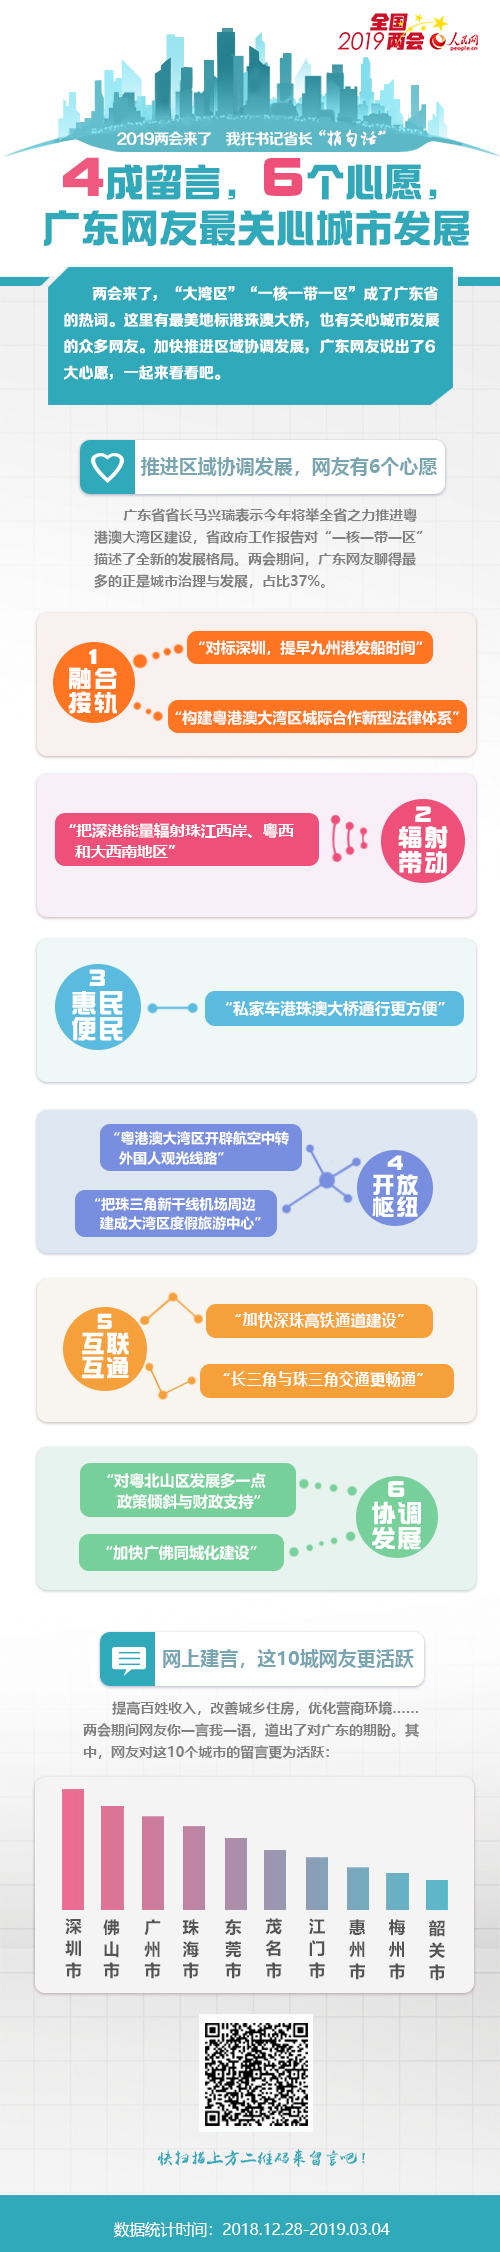 全国
2019两会 人民网
people.cn
2019两会来了 我托书记省长“捎句话”
4成留言，6个心愿，
广东网友最关心城市发展
两会来了，“大湾区”“一核一带一区”成了广东省
的热词。这里有最美地标港珠澳大桥，也有关心城市发展
的众多网友。加快推进区域协调发展，广东网友说出了6
大心愿，一起来看看吧。
推进区域协调发展，网友有6个心愿
广东省省长马兴瑞表示今年将举全省之力推进粤
港澳大湾区建设，省政府工作报告对“一核一带一区”
描述了全新的发展格局。两会期间，广东网友聊得最
多的正是城市治理与发展，占比37%。
1
融合
接轨
“对标深圳，提早九州港发船时间”
“构建粤港澳大湾区城际合作新型法律体系”
2
辐射
带动
“把深港能量辐射珠江西岸、粤西
和大西南地区”
3
惠民
便民
“私家车港珠澳大桥通行更方便”
4
开放
枢纽
“粤港澳大湾区开辟航空中转
外国人观光线路”
“把珠三角新干线机场周边
建成大湾区度假旅游中心”
5
互联
互通
“加快深珠高铁通道建设”
“长三角与珠三角交通更畅通”
6
协调
发展
“对粤北山区发展多一点
政策倾斜与财政支持”
“加快广佛同城化建设”
网上建言，这10城网友更活跃
提高百姓收入，改善城乡住房，优化营商环境……
两会期间网友你一言我一语，道出了对广东的期盼。其
中，网友对这10个城市的留言更为活跃：
深圳市
佛山市
广州市
珠海市
东莞市
茂名市
江门市
惠州市
梅州市
韶关市
快扫描上方二维码来留言吧！
数据统计时间：2018.12.28-2019.03.04